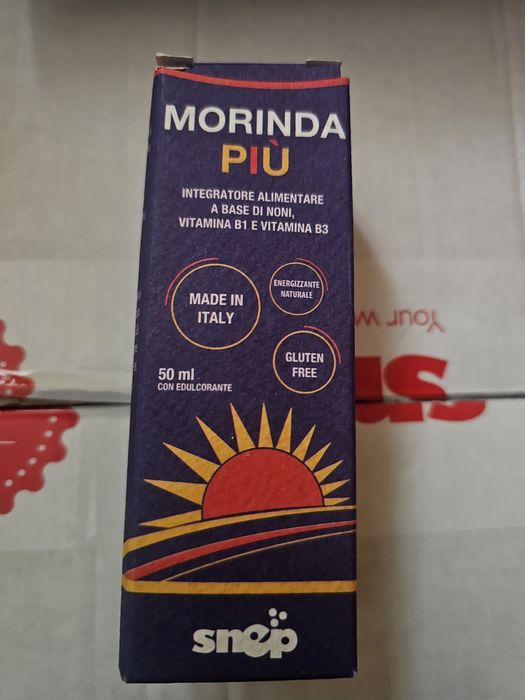 MORINDA
PIÙ
INTEGRATORE ALIMENTARE
A BASE DI NONI,
VITAMINA B1 E VITAMINA B3
ENERGIZZANTE
NATURALE
MADE IN
ITALY
GLUTEN
FREE
50 ml
CON EDULCORANTE
snep
Your w